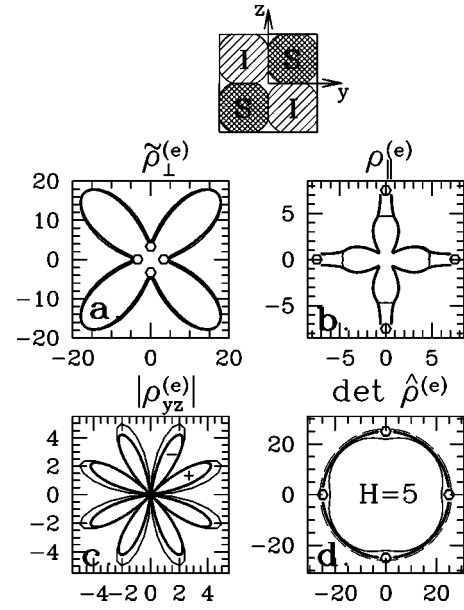 z
I S
y
S I
ρ̃⊥(e) ρ∥(e)
20
10
0
−10
−20
a.
−20 0 20
5
0
−5
b.
−5 0 5
|ρyz(e)| det ρ̂(e)
4
2
0
−2
−4
−
+
c.
−4 −2 0 2 4
20
0
−20
H=5
d.
−20 0 20